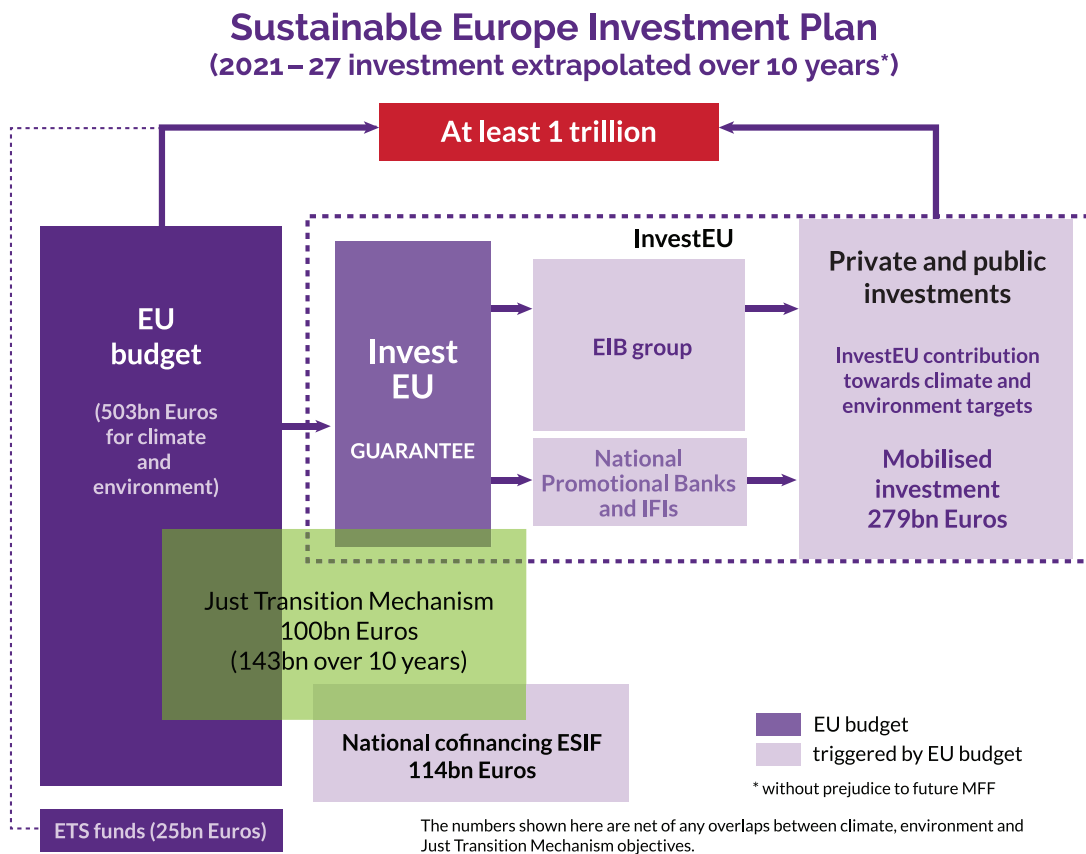 Sustainable Europe Investment Plan
(2021 – 27 investment extrapolated over 10 years*)
At least 1 trillion
EU
budget
(503bn Euros
for climate
and
environment)
InvestEU
Invest
EU
GUARANTEE
EIB group
National
Promotional Banks
and IFIs
Private and public
investments
InvestEU contribution
towards climate and
environment targets
Mobilised
investment
279bn Euros
Just Transition Mechanism
100bn Euros
(143bn over 10 years)
National cofinancing ESIF
114bn Euros
EU budget
triggered by EU budget
* without prejudice to future MFF
ETS funds (25bn Euros)
The numbers shown here are net of any overlaps between climate, environment and
Just Transition Mechanism objectives.